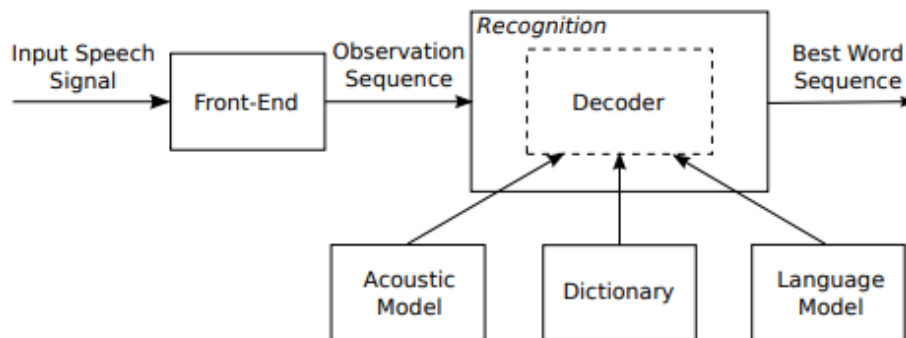 Recognition
Input Speech
Signal
Front-End
Observation
Sequence
Decoder
Best Word
Sequence
Acoustic
Model
Dictionary
Language
Model